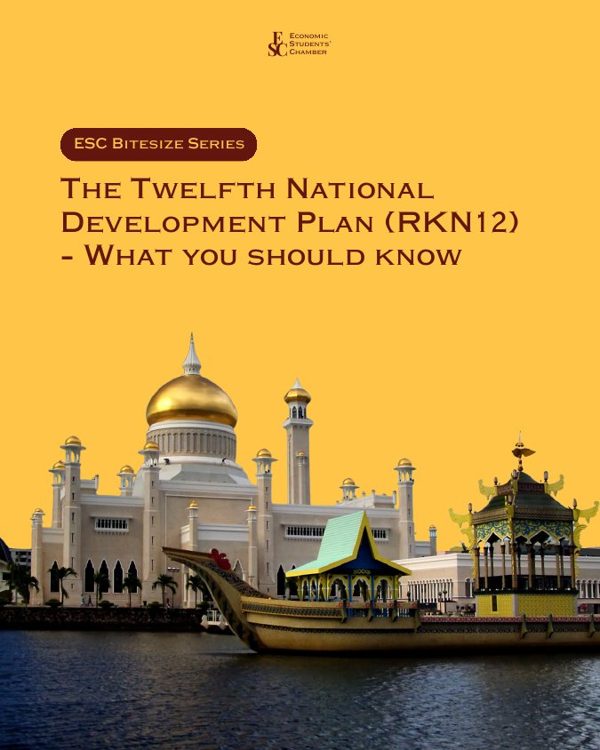 ESC
Economic
Students'
Chamber
ESC Bitesize Series
The Twelfth National
Development Plan (RKN12)
- What you should know